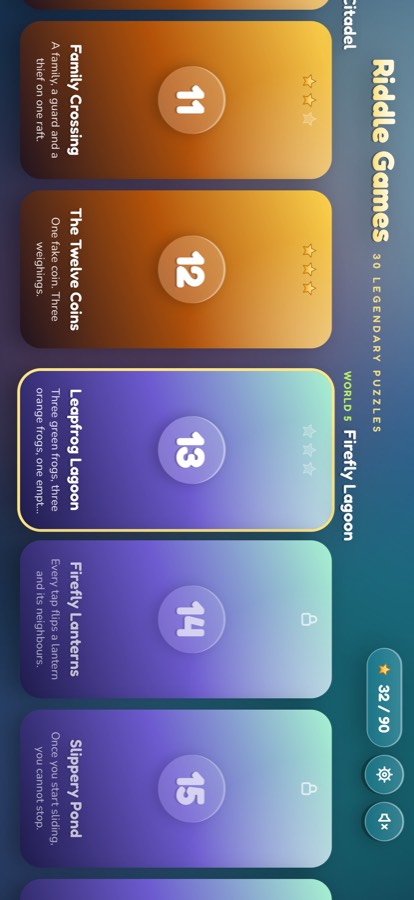 Riddle Games 30 LEGENDARY PUZZLES
32 / 90
Citadel
WORLD 5 Firefly Lagoon
11
Family Crossing
A family, a guard and a
thief on one raft.
12
The Twelve Coins
One fake coin. Three
weighings.
13
Leapfrog Lagoon
Three green frogs, three
orange frogs, one empt...
14
Firefly Lanterns
Every tap flips a lantern
and its neighbours.
15
Slippery Pond
Once you start sliding,
you cannot stop.